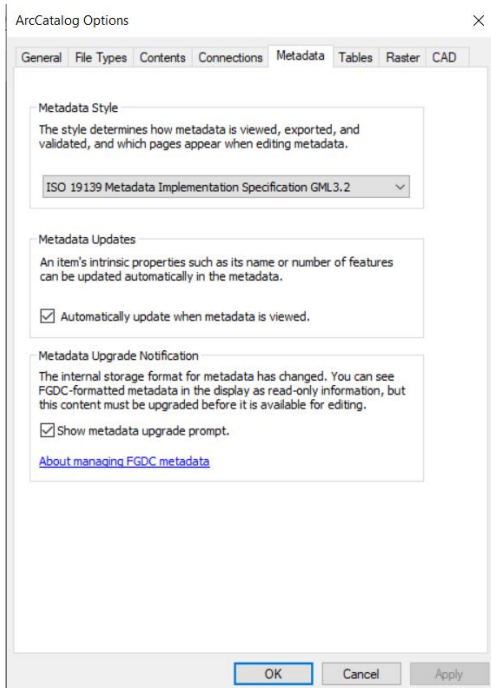 ArcCatalog Options
General File Types Contents Connections Metadata Tables Raster CAD
Metadata Style
The style determines how metadata is viewed, exported, and
validated, and which pages appear when editing metadata.
ISO 19139 Metadata Implementation Specification GML3.2
Metadata Updates
An item's intrinsic properties such as its name or number of features
can be updated automatically in the metadata.
Automatically update when metadata is viewed.
Metadata Upgrade Notification
The internal storage format for metadata has changed. You can see
FGDC-formatted metadata in the display as read-only information, but
this content must be upgraded before it is available for editing.
Show metadata upgrade prompt.
About managing FGDC metadata
OK Cancel Apply